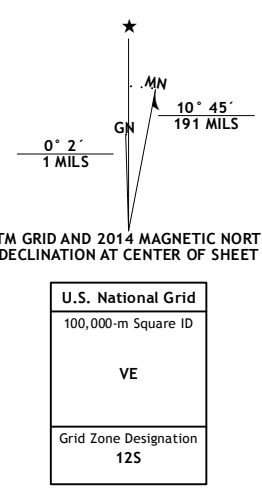 ★
MN
GN
10° 45´
191 MILS
0° 2´
1 MILS
TM GRID AND 2014 MAGNETIC NORT
DECLINATION AT CENTER OF SHEET
U.S. National Grid
100,000-m Square ID
VE
Grid Zone Designation
12S